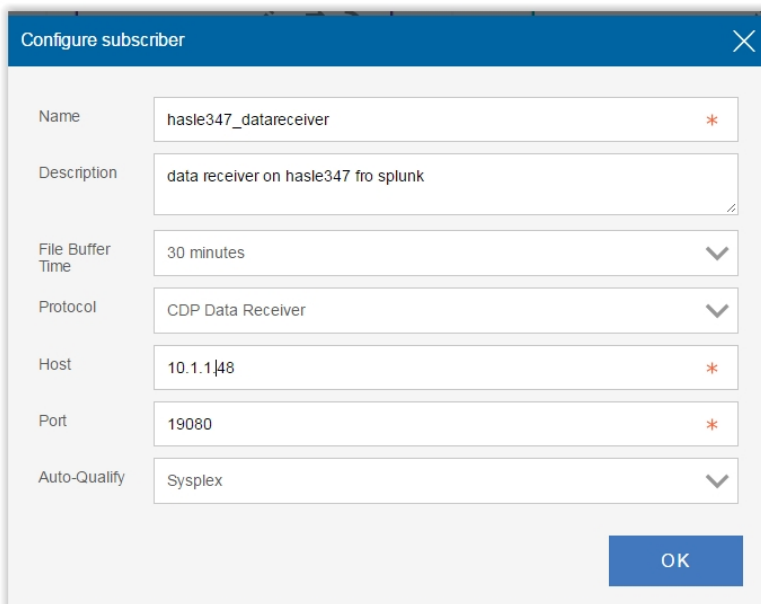 Configure subscriber
Name
hasle347_datareceiver *
Description
data receiver on hasle347 fro splunk
File Buffer
Time
30 minutes
Protocol
CDP Data Receiver
Host
10.1.1.48 *
Port
19080 *
Auto-Qualify
Sysplex
OK